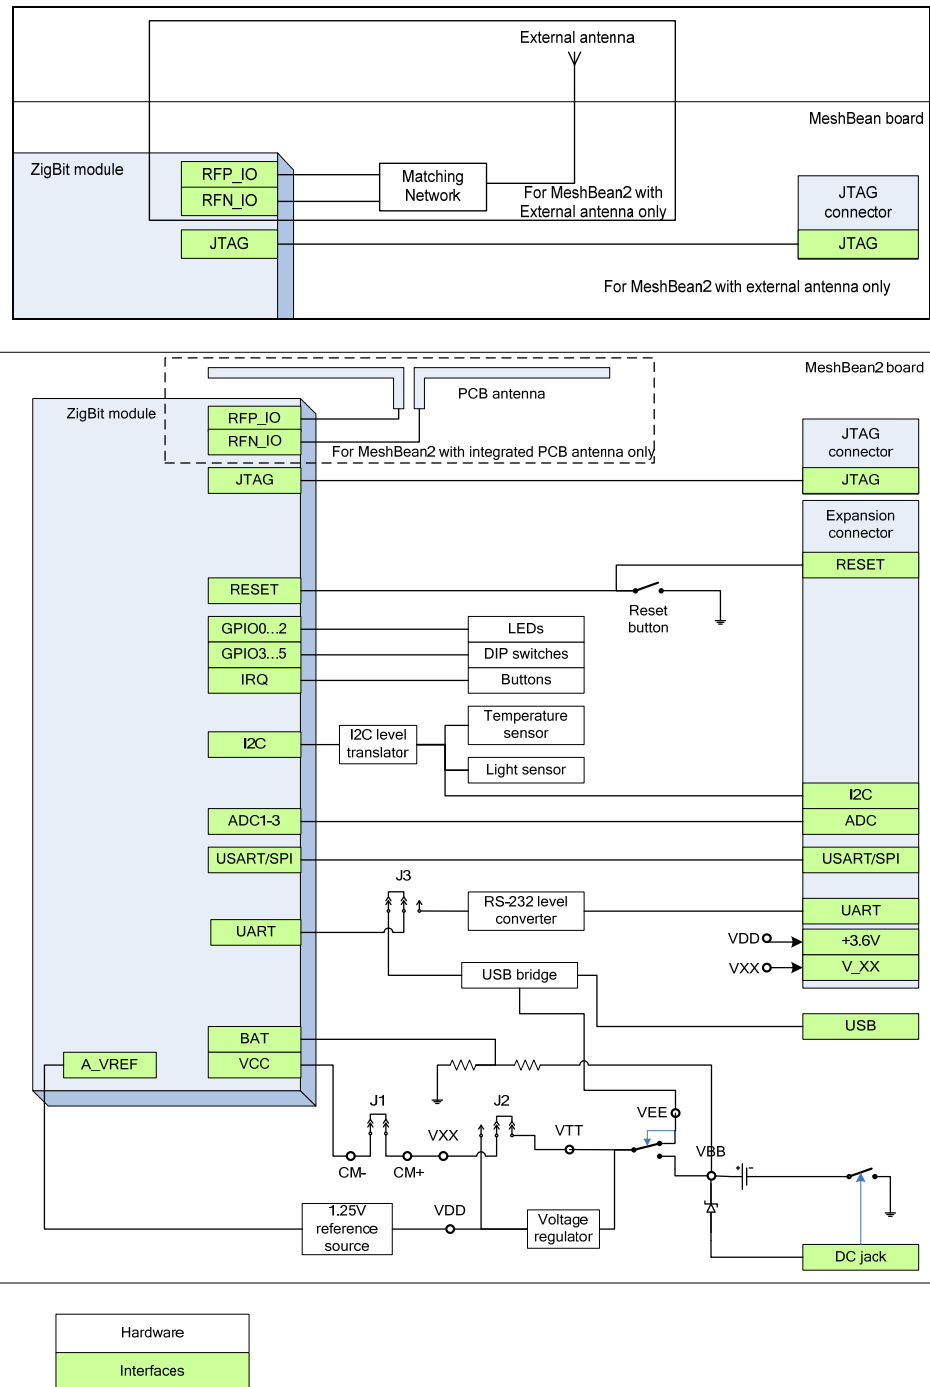 External antenna
MeshBean board
ZigBit module
RFP_IO
RFN_IO
Matching
Network
For MeshBean2 with
External antenna only
JTAG
connector
JTAG
JTAG
For MeshBean2 with external antenna only
MeshBean2 board
PCB antenna
ZigBit module
RFP_IO
RFN_IO
For MeshBean2 with integrated PCB antenna only
JTAG
connector
JTAG
JTAG
Expansion
connector
RESET
RESET
Reset
button
GPIO0...2
LEDs
GPIO3...5
DIP switches
IRQ
Buttons
Temperature
sensor
I2C
I2C level
translator
Light sensor
I2C
ADC1-3
ADC
USART/SPI
USART/SPI
J3
RS-232 level
converter
UART
UART
VDD
+3.6V
VXX
V_XX
USB bridge
USB
BAT
A_VREF
VCC
J1
J2
VEE
VXX
VTT
VBB
CM-
CM+
+
-
1.25V
reference
source
VDD
Voltage
regulator
DC jack
Hardware
Interfaces